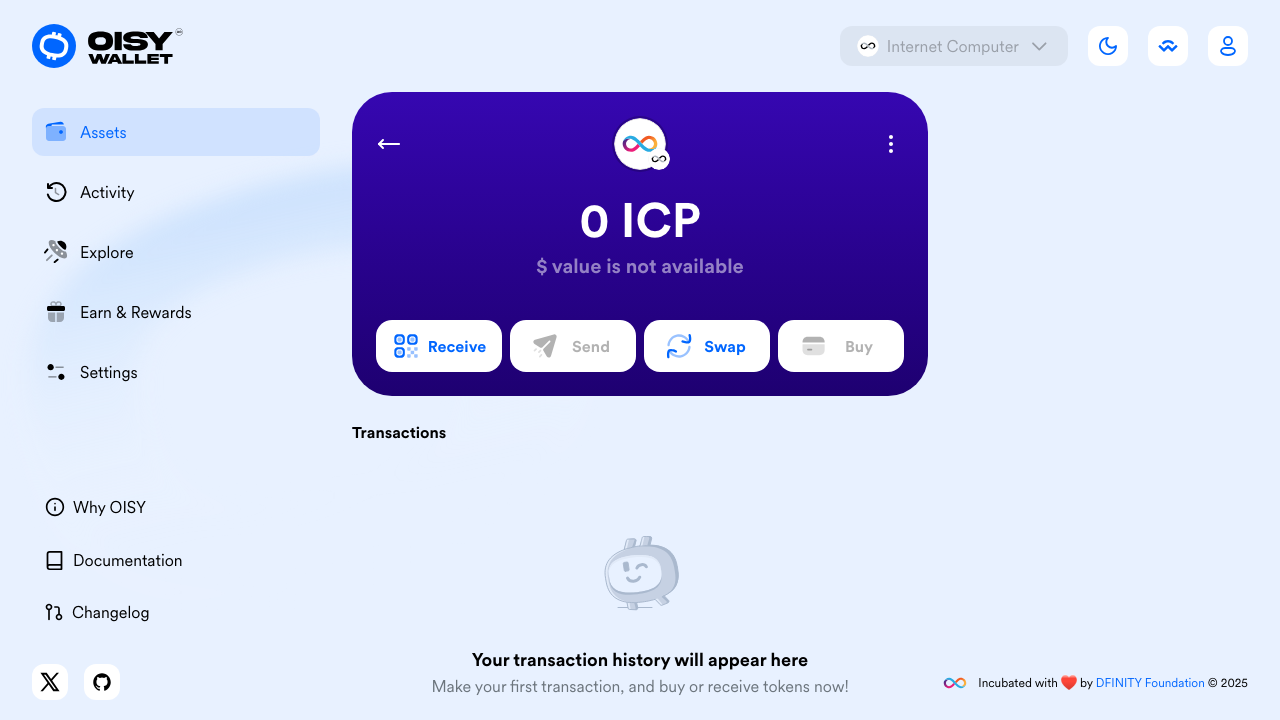 OISY
WALLET
Internet Computer
Assets
Activity
Explore
Earn & Rewards
Settings
Why OISY
Documentation
Changelog
0 ICP
$ value is not available
Receive
Send
Swap
Buy
Transactions
Your transaction history will appear here
Make your first transaction, and buy or receive tokens now!
Incubated with ❤️ by DFINITY Foundation © 2025